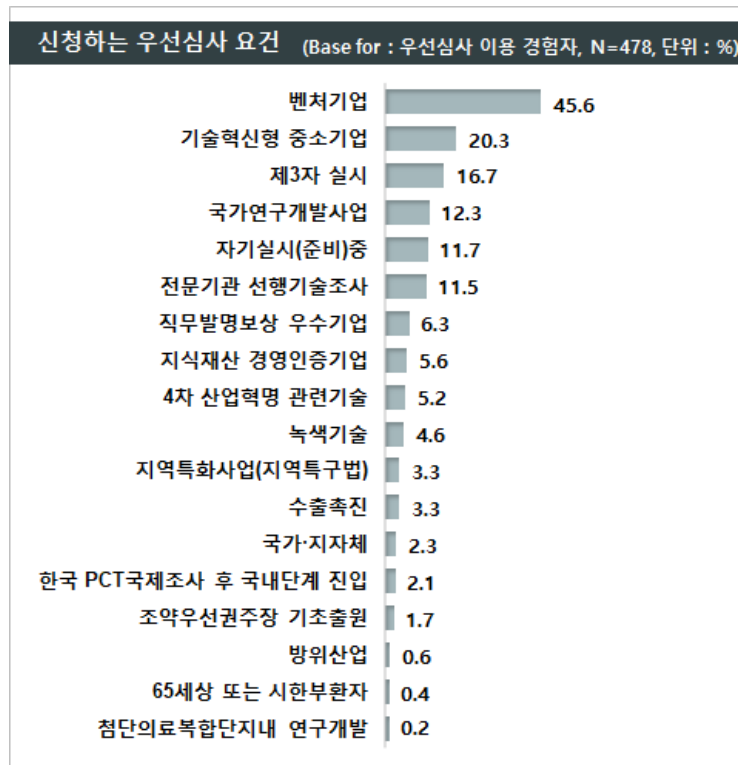 신청하는 우선심사 요건 (Base for : 우선심사 이용 경험자, N=478, 단위 : %)
벤처기업 45.6
기술혁신형 중소기업 20.3
제3자 실시 16.7
국가연구개발사업 12.3
자기실시(준비)중 11.7
전문기관 선행기술조사 11.5
직무발명보상 우수기업 6.3
지식재산 경영인증기업 5.6
4차 산업혁명 관련기술 5.2
녹색기술 4.6
지역특화사업(지역특구법) 3.3
수출촉진 3.3
국가·지자체 2.3
한국 PCT국제조사 후 국내단계 진입 2.1
조약우선권주장 기초출원 1.7
방위산업 0.6
65세상 또는 시한부환자 0.4
첨단의료복합단지내 연구개발 0.2